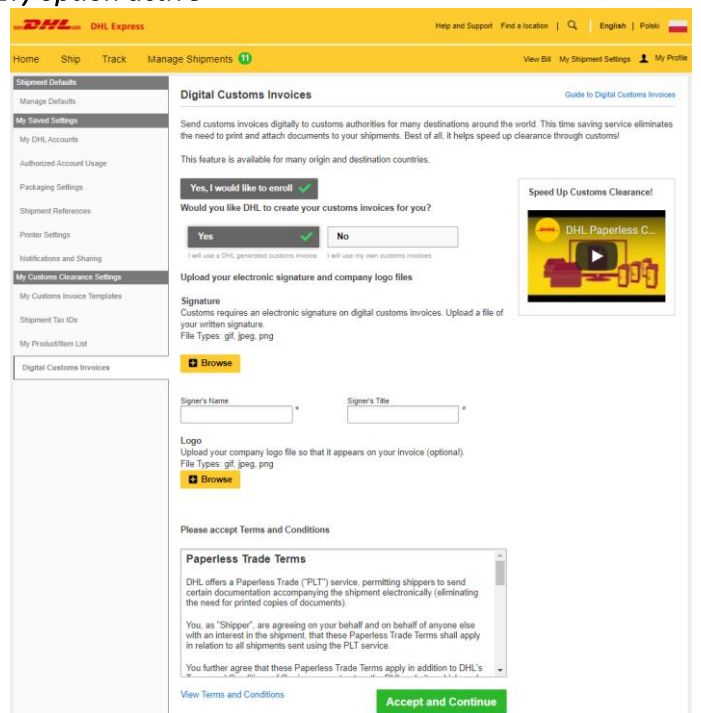 option active
DHL DHL Express
Help and Support Find a location | English | Polski
Home Ship Track Manage Shipments 11
View Bill My Shipment Settings My Profile
Shipment Defaults
Manage Defaults
My Saved Settings
My DHL Accounts
Authorized Account Usage
Packaging Settings
Shipment References
Printer Settings
Notifications and Sharing
My Customs Clearance Settings
My Customs Invoice Templates
Shipment Tax IDs
My Product/Item List
Digital Customs Invoices
Digital Customs Invoices
Guide to Digital Customs Invoices
Send customs invoices digitally to customs authorities for many destinations around the world. This time saving service eliminates
the need to print and attach documents to your shipments. Best of all, it helps speed up clearance through customs!
This feature is available for many origin and destination countries.
Yes, I would like to enroll
Would you like DHL to create your customs invoices for you?
Yes
No
I will use a DHL generated customs invoice
I will use my own customs invoices
Speed Up Customs Clearance!
DHL DHL Paperless C...
Upload your electronic signature and company logo files
Signature
Customs requires an electronic signature on digital customs invoices. Upload a file of
your written signature.
File Types: gif, jpeg, png
Browse
Signer's Name *
Signer's Title *
Logo
Upload your company logo file so that it appears on your invoice (optional).
File Types: gif, jpeg, png
Browse
Please accept Terms and Conditions
Paperless Trade Terms
DHL offers a Paperless Trade ("PLT") service, permitting shippers to send
certain documentation accompanying the shipment electronically (eliminating
the need for printed copies of documents).
You, as "Shipper", are agreeing on your behalf and on behalf of anyone else
with an interest in the shipment, that these Paperless Trade Terms shall apply
in relation to all shipments sent using the PLT service.
You further agree that these Paperless Trade Terms apply in addition to DHL's
View Terms and Conditions
Accept and Continue